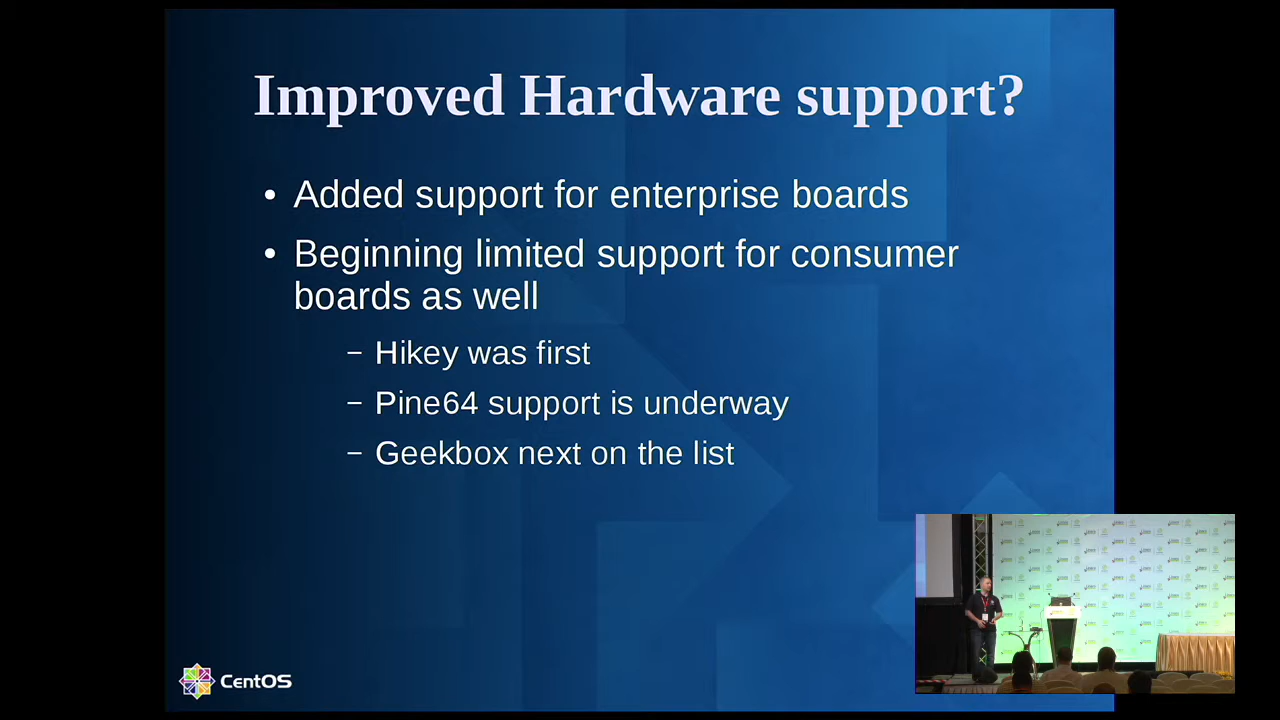 Improved Hardware support?
• Added support for enterprise boards
• Beginning limited support for consumer
boards as well
– Hikey was first
– Pine64 support is underway
– Geekbox next on the list
CentOS